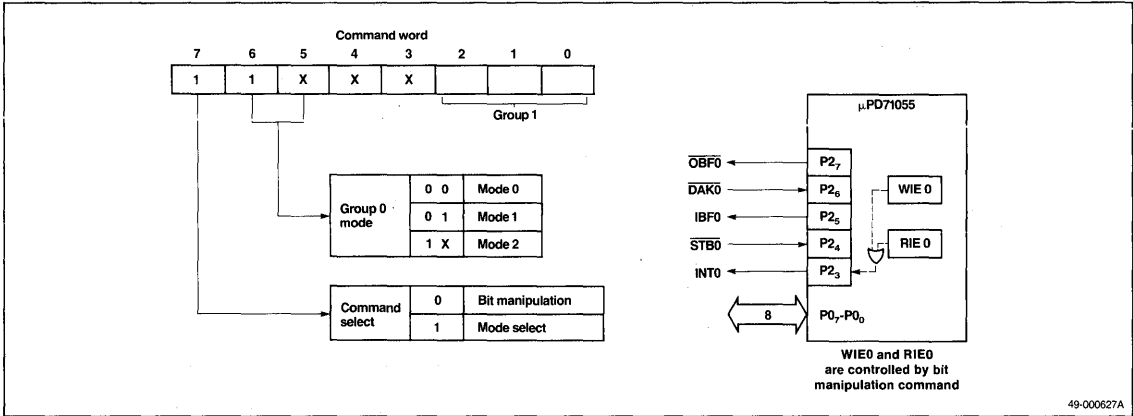 Command word
7 6 5 4 3 2 1 0
1 1 X X X
Group 1
Group 0
mode
0 0 Mode 0
0 1 Mode 1
1 X Mode 2
Command
select
0 Bit manipulation
1 Mode select
μPD71055
OBF0 P2₇
DAK0 P2₆
IBF0 P2₅
STB0 P2₄
INT0 P2₃
WIE 0
RIE 0
8 P0₇-P0₀
WIE0 and RIE0
are controlled by bit
manipulation command
49-000627A